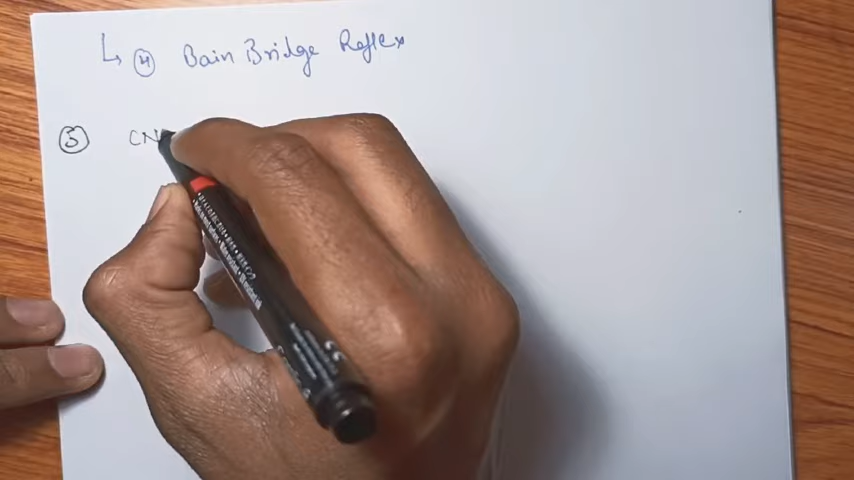 ↳ ④ Bain Bridge Reflex
⑤ CN